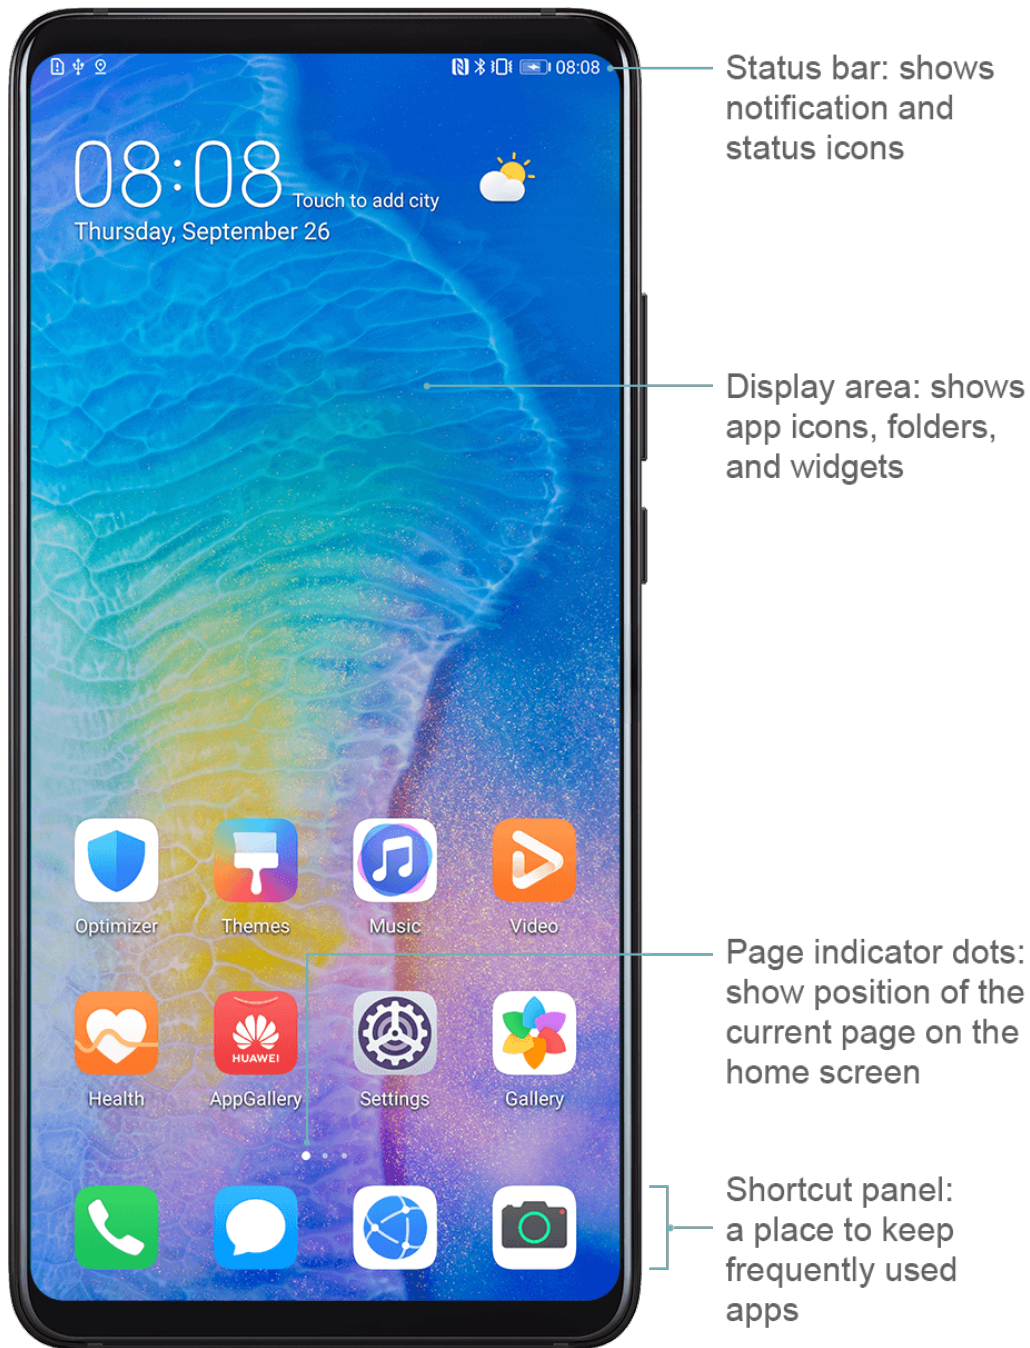 08:08
Status bar: shows
notification and
status icons
08:08
Touch to add city
Thursday, September 26
Display area: shows
app icons, folders,
and widgets
Optimizer
Themes
Music
Video
Page indicator dots:
show position of the
current page on the
home screen
HUAWEI
Health
AppGallery
Settings
Gallery
Shortcut panel:
a place to keep
frequently used
apps